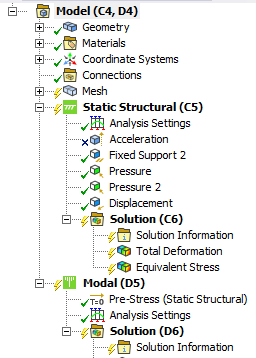 Model (C4, D4)
Geometry
Materials
Coordinate Systems
Connections
Mesh
Static Structural (C5)
Analysis Settings
Acceleration
Fixed Support 2
Pressure
Pressure 2
Displacement
Solution (C6)
Solution Information
Total Deformation
Equivalent Stress
Modal (D5)
T=0 Pre-Stress (Static Structural)
Analysis Settings
Solution (D6)
Solution Information